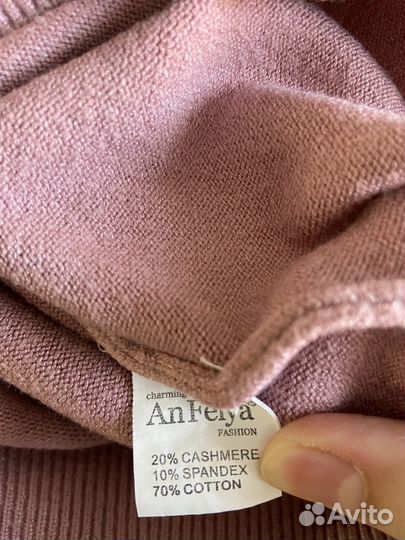 charming
AnFeiya
FASHION
20% CASHMERE
10% SPANDEX
70% COTTON
Avito